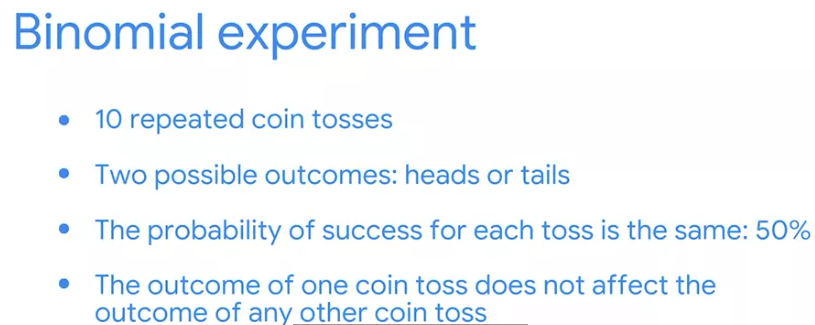 Binomial experiment
• 10 repeated coin tosses
• Two possible outcomes: heads or tails
• The probability of success for each toss is the same: 50%
• The outcome of one coin toss does not affect the
outcome of any other coin toss